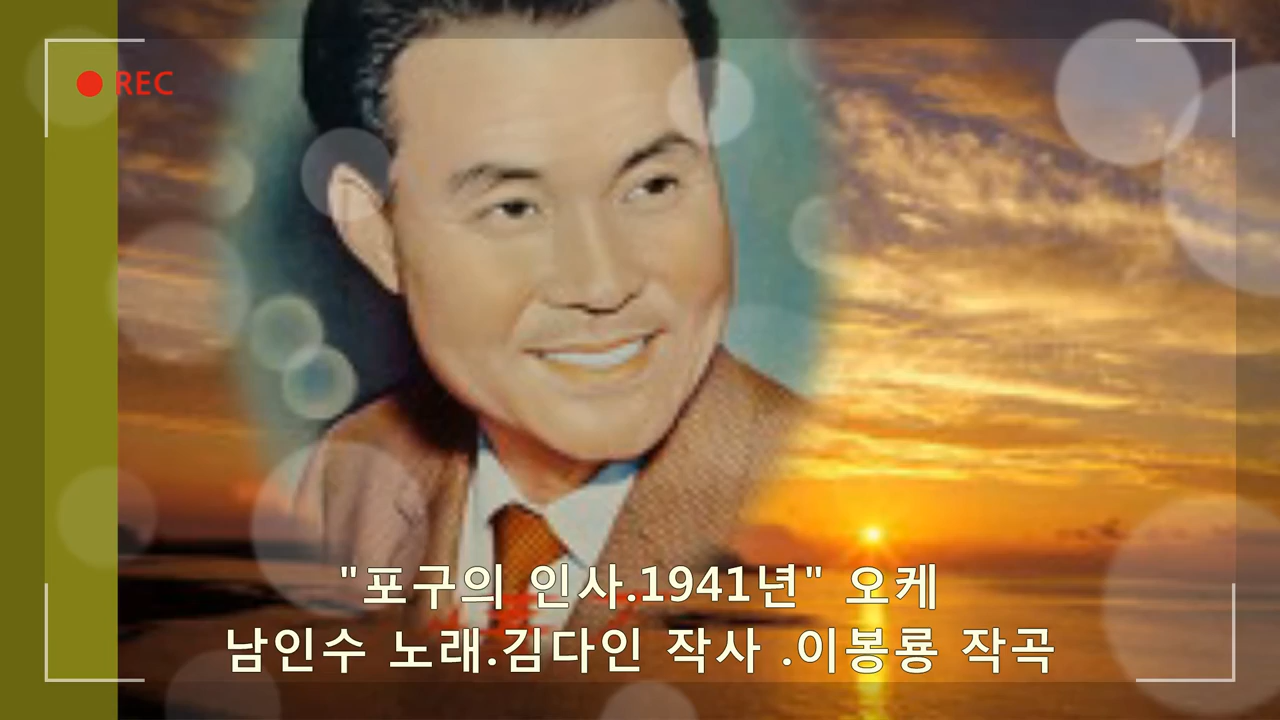 REC
"포구의 인사.1941년" 오케
남인수 노래.김다인 작사 .이봉룡 작곡